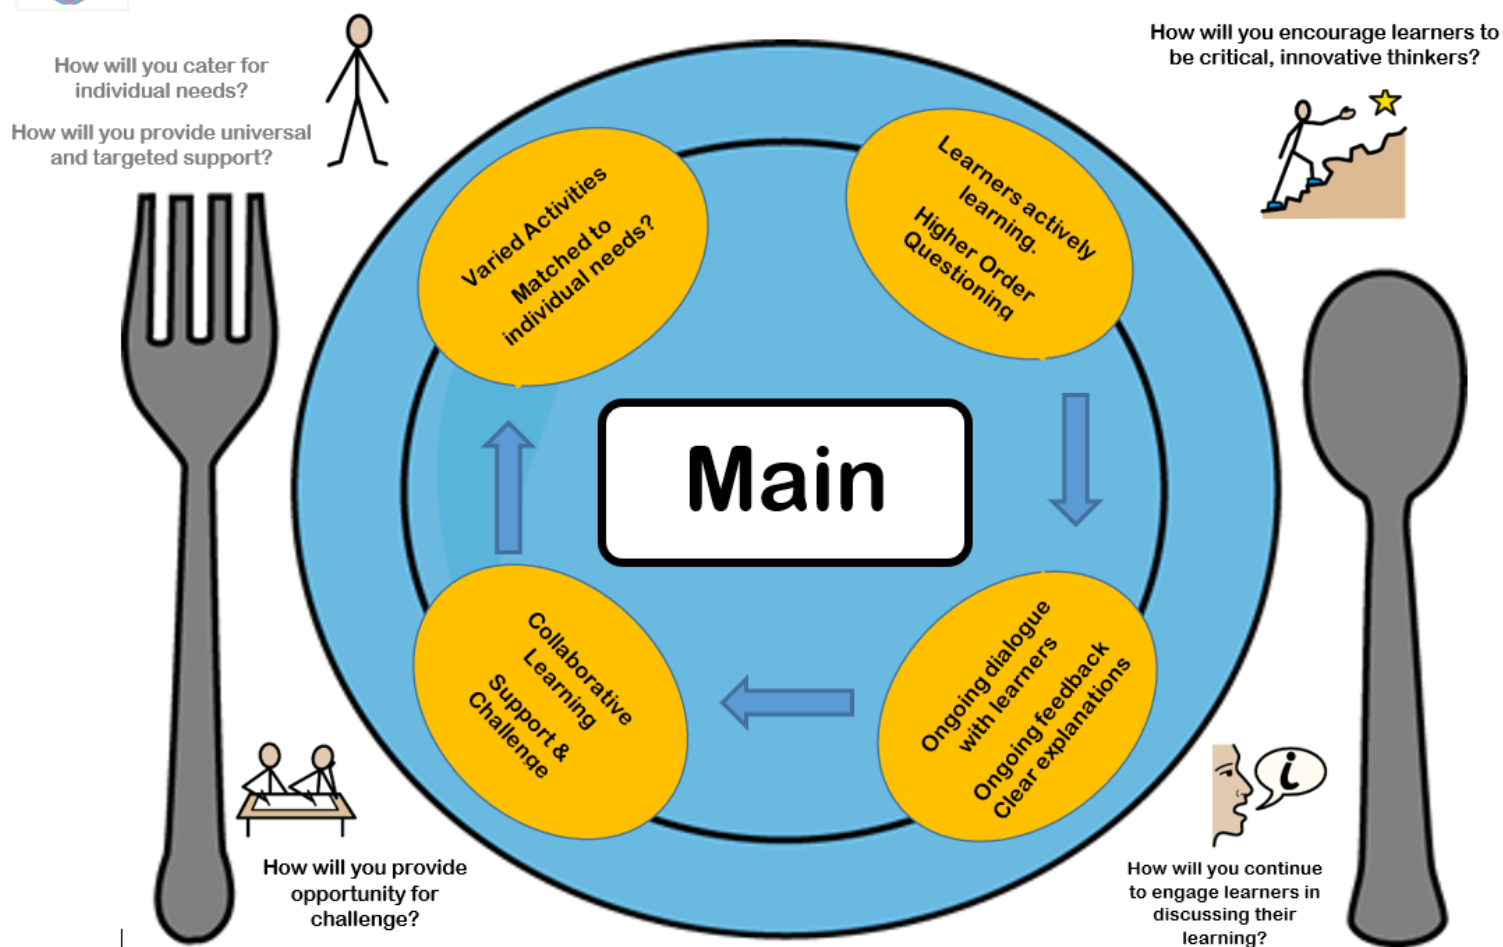 How will you cater for
individual needs?
How will you provide universal
and targeted support?
How will you encourage learners to
be critical, innovative thinkers?
Varied Activities
Matched to
individual needs?
Learners actively
learning.
Higher Order
Questioning
Main
Collaborative
Learning
Support &
Challenge
Ongoing dialogue
with learners
Ongoing feedback
Clear explanations
i
How will you provide
opportunity for
challenge?
How will you continue
to engage learners in
discussing their
learning?